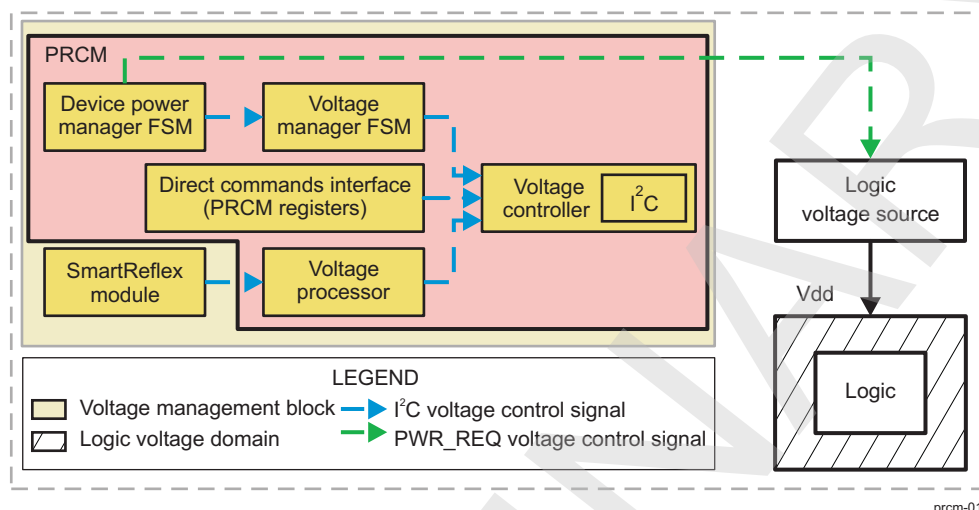 PRCM
Device power
manager FSM
Voltage
manager FSM
Direct commands interface
(PRCM registers)
Voltage
controller
I²C
SmartReflex
module
Voltage
processor
Logic
voltage source
Vdd
Logic
LEGEND
Voltage management block
I²C voltage control signal
Logic voltage domain
PWR_REQ voltage control signal